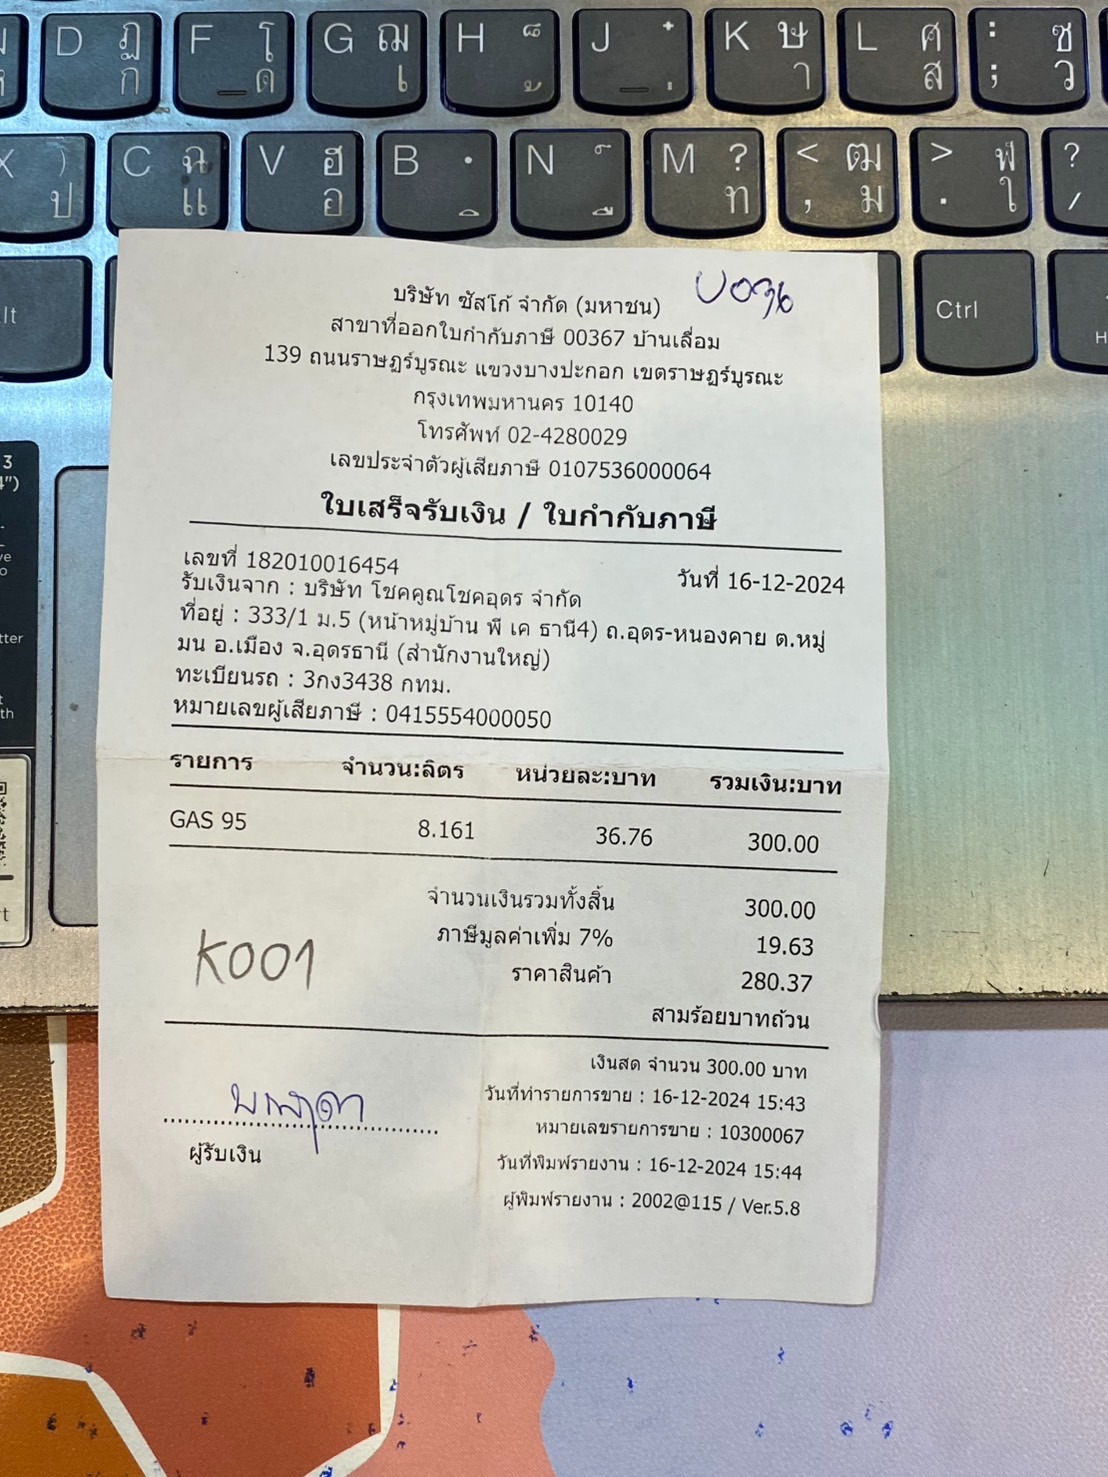 D ฏ ก
F โ ด
G ฌ เ
H ็ ้
J ๋ ่
K ษ า
L ศ ส
: ซ ; ว
X ) ป
C ฉ แ
V ฮ อ
B ฺ ิ
N ์ ื
M ? ท
< ฒ , ม
> ฬ . ใ
? /
Ctrl
บริษัท ซัสโก้ จำกัด (มหาชน)
สาขาที่ออกใบกำกับภาษี 00367 บ้านเลื่อม
139 ถนนราษฎร์บูรณะ แขวงบางปะกอก เขตราษฎร์บูรณะ
กรุงเทพมหานคร 10140
โทรศัพท์ 02-4280029
เลขประจำตัวผู้เสียภาษี 0107536000064
ใบเสร็จรับเงิน / ใบกำกับภาษี
เลขที่ 182010016454 วันที่ 16-12-2024
รับเงินจาก : บริษัท โชคคูณโชคอุดร จำกัด
ที่อยู่ : 333/1 ม.5 (หน้าหมู่บ้าน พี เค ธานี4) ถ.อุดร-หนองคาย ต.หมู่
มน อ.เมือง จ.อุดรธานี (สำนักงานใหญ่)
ทะเบียนรถ : 3กง3438 กทม.
หมายเลขผู้เสียภาษี : 0415554000050
รายการ จำนวน:ลิตร หน่วยละ:บาท รวมเงิน:บาท
GAS 95 8.161 36.76 300.00
จำนวนเงินรวมทั้งสิ้น 300.00
ภาษีมูลค่าเพิ่ม 7% 19.63
K001
ราคาสินค้า 280.37
สามร้อยบาทถ้วน
เงินสด จำนวน 300.00 บาท
วันที่ทำรายการขาย : 16-12-2024 15:43
หมายเลขรายการขาย : 10300067
ผู้รับเงิน
วันที่พิมพ์รายงาน : 16-12-2024 15:44
ผู้พิมพ์รายงาน : 2002@115 / Ver.5.8